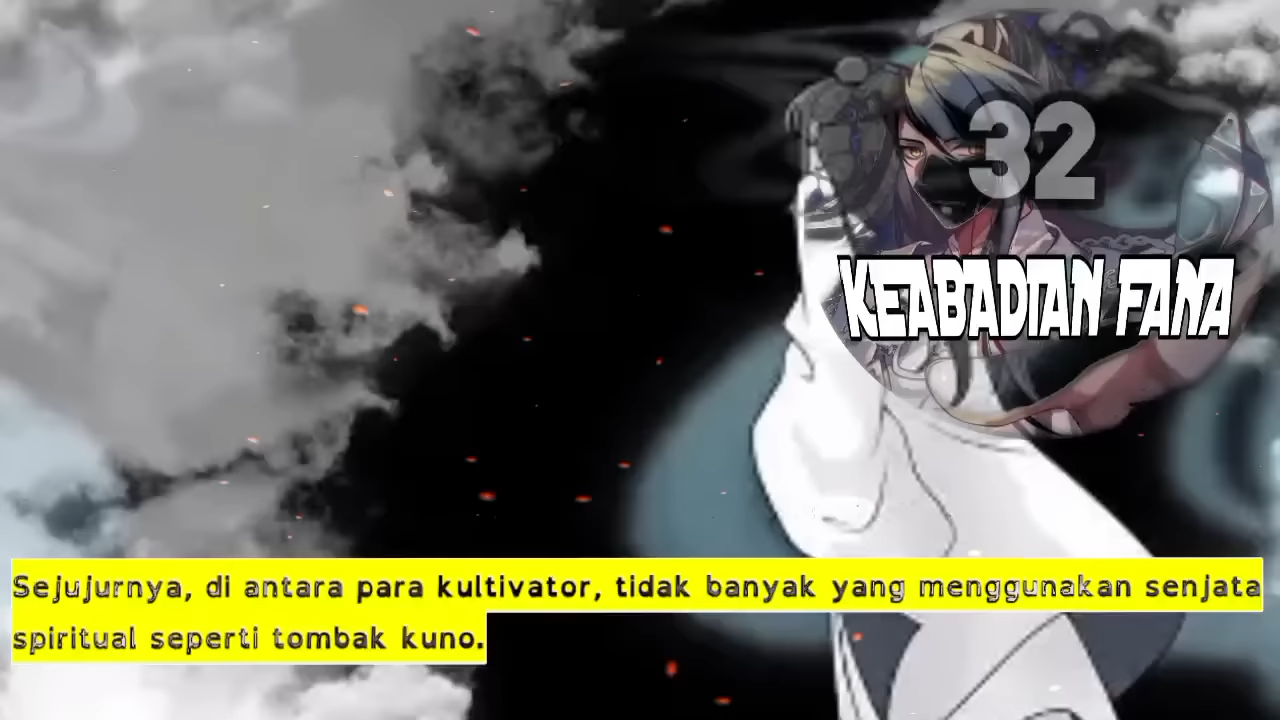 32
KEABADIAN FANA
Sejujurnya, di antara para kultivator, tidak banyak yang menggunakan senjata
spiritual seperti tombak kuno.